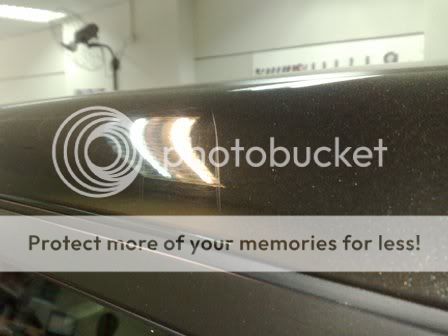 photobucket
Protect more of your memories for less!